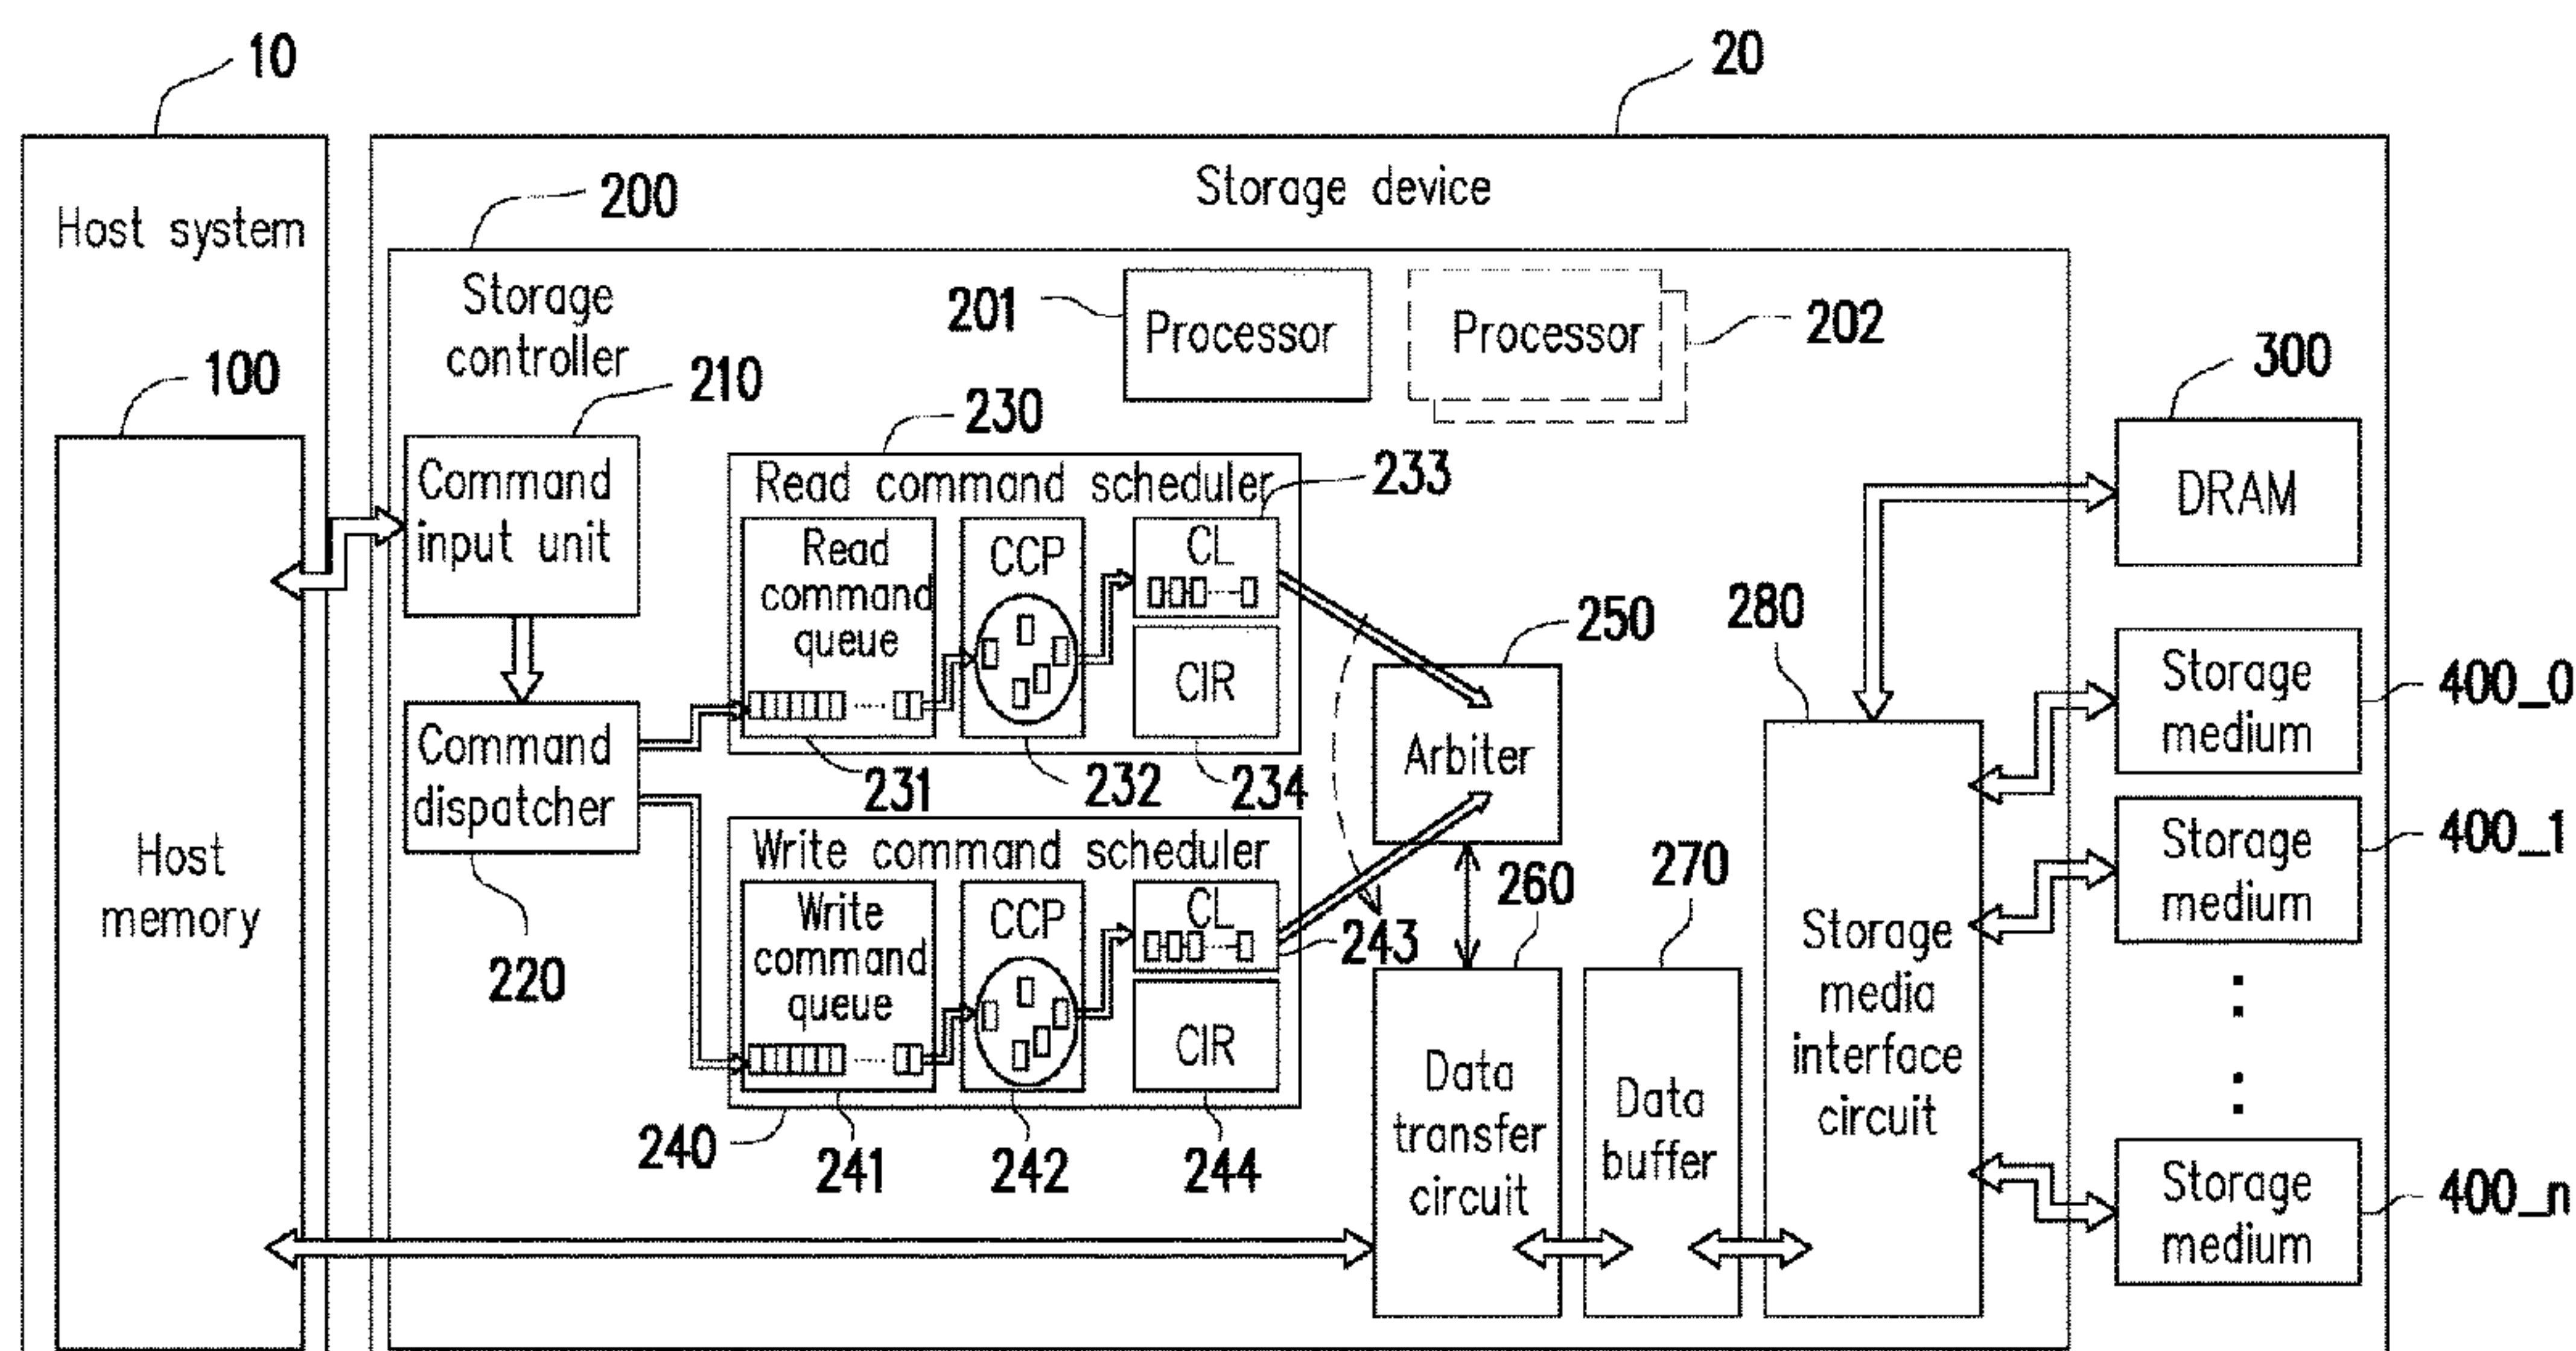 10
20
Host system
Storage device
200
Storage
controller
201
Processor
Processor
202
100
210
230
300
Command
input unit
Read command scheduler
233
DRAM
Read
command
queue
CCP
CL
CIR
250
280
Storage
medium
400_0
Command
dispatcher
231
232
234
Arbiter
Host
memory
220
Write command scheduler
Write
command
queue
CCP
CL
243
CIR
260
270
Storage
medium
400_1
Storage
media
interface
circuit
Data
transfer
circuit
Data
buffer
240
241
242
244
Storage
medium
400_n